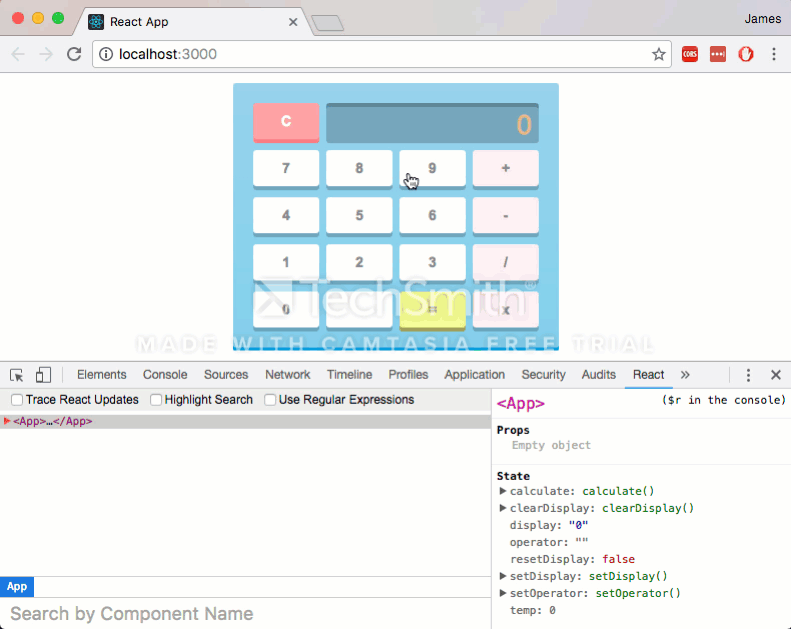 React App
James
localhost:3000
CORS
C
0
7 8 9 +
4 5 6 -
1 2 3 /
0 = x
TechSmith®
MADE WITH CAMTASIA FREE TRIAL
Elements Console Sources Network Timeline Profiles Application Security Audits React »
Trace React Updates Highlight Search Use Regular Expressions
<App>…</App>
App
Search by Component Name
<App> ($r in the console)
Props
Empty object
State
calculate: calculate()
clearDisplay: clearDisplay()
display: "0"
operator: ""
resetDisplay: false
setDisplay: setDisplay()
setOperator: setOperator()
temp: 0